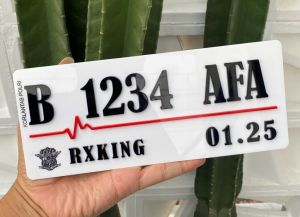 B 1234 AFA
RXKING 01.25
KORLANTAS POLRI